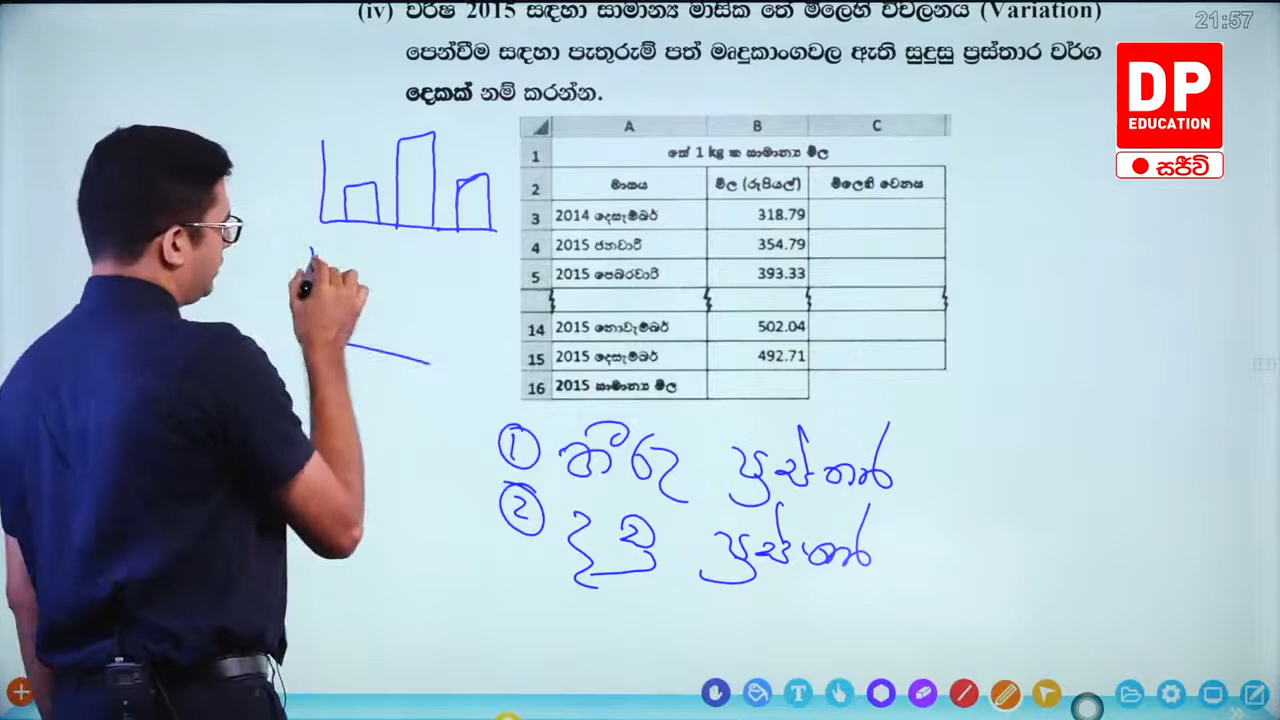 (iv) වර්ෂ 2015 සඳහා සාමාන්‍ය මාසික තේ මිලෙහි විචලනය (Variation)
21:57
පෙන්වීම සඳහා පැතුරුම් පත් මෘදුකාංගවල ඇති සුදුසු ප්‍රස්තාර වර්ග
දෙකක් නම් කරන්න.
DP
EDUCATION
සජීවී
A B C
1 තේ 1 kg ක සාමාන්‍ය මිල
2 මාසය මිල (රුපියල්) මිලෙහි වෙනස
3 2014 දෙසැම්බර් 318.79
4 2015 ජනවාරි 354.79
5 2015 පෙබරවාරි 393.33
14 2015 නොවැම්බර් 502.04
15 2015 දෙසැම්බර් 492.71
16 2015 සාමාන්‍ය මිල
1 තීරු ප්‍රස්තාර
2 දඬු ප්‍රස්තාර